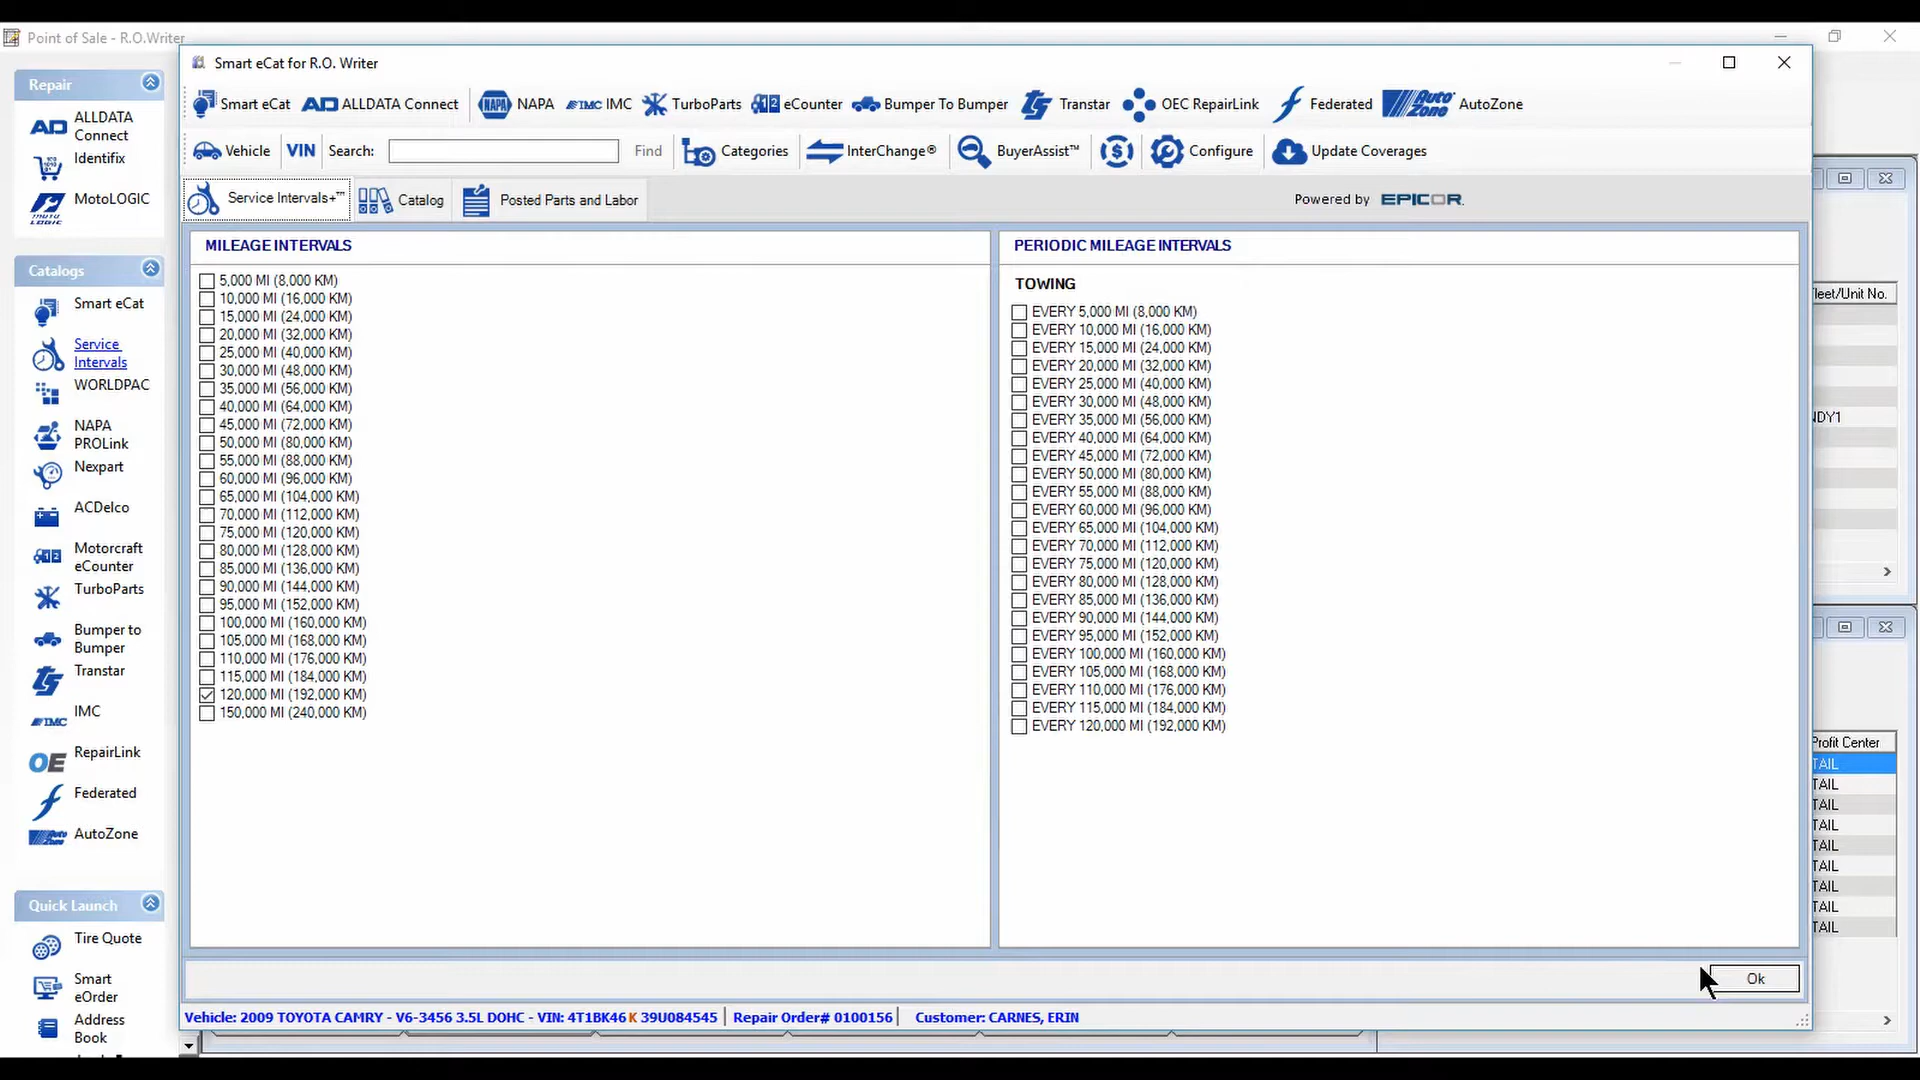 Point of Sale - R.O.Writer
Repair
ALLDATA
Connect
Identifix
MotoLOGIC
Catalogs
Smart eCat
Service
Intervals
WORLDPAC
NAPA
PROLink
Nexpart
ACDelco
Motorcraft
eCounter
TurboParts
Bumper to
Bumper
Transtar
IMC
RepairLink
Federated
AutoZone
Quick Launch
Tire Quote
Smart
eOrder
Address
Book
Smart eCat for R.O. Writer
Smart eCat ALLDATA Connect NAPA IMC TurboParts eCounter Bumper To Bumper Transtar OEC RepairLink Federated AutoZone
Vehicle VIN Search: Find Categories InterChange® BuyerAssist™ Configure Update Coverages
Service Intervals+™ Catalog Posted Parts and Labor Powered by EPICOR.
MILEAGE INTERVALS
5,000 MI (8,000 KM)
10,000 MI (16,000 KM)
15,000 MI (24,000 KM)
20,000 MI (32,000 KM)
25,000 MI (40,000 KM)
30,000 MI (48,000 KM)
35,000 MI (56,000 KM)
40,000 MI (64,000 KM)
45,000 MI (72,000 KM)
50,000 MI (80,000 KM)
55,000 MI (88,000 KM)
60,000 MI (96,000 KM)
65,000 MI (104,000 KM)
70,000 MI (112,000 KM)
75,000 MI (120,000 KM)
80,000 MI (128,000 KM)
85,000 MI (136,000 KM)
90,000 MI (144,000 KM)
95,000 MI (152,000 KM)
100,000 MI (160,000 KM)
105,000 MI (168,000 KM)
110,000 MI (176,000 KM)
115,000 MI (184,000 KM)
120,000 MI (192,000 KM)
150,000 MI (240,000 KM)
PERIODIC MILEAGE INTERVALS
TOWING
EVERY 5,000 MI (8,000 KM)
EVERY 10,000 MI (16,000 KM)
EVERY 15,000 MI (24,000 KM)
EVERY 20,000 MI (32,000 KM)
EVERY 25,000 MI (40,000 KM)
EVERY 30,000 MI (48,000 KM)
EVERY 35,000 MI (56,000 KM)
EVERY 40,000 MI (64,000 KM)
EVERY 45,000 MI (72,000 KM)
EVERY 50,000 MI (80,000 KM)
EVERY 55,000 MI (88,000 KM)
EVERY 60,000 MI (96,000 KM)
EVERY 65,000 MI (104,000 KM)
EVERY 70,000 MI (112,000 KM)
EVERY 75,000 MI (120,000 KM)
EVERY 80,000 MI (128,000 KM)
EVERY 85,000 MI (136,000 KM)
EVERY 90,000 MI (144,000 KM)
EVERY 95,000 MI (152,000 KM)
EVERY 100,000 MI (160,000 KM)
EVERY 105,000 MI (168,000 KM)
EVERY 110,000 MI (176,000 KM)
EVERY 115,000 MI (184,000 KM)
EVERY 120,000 MI (192,000 KM)
Ok
Vehicle: 2009 TOYOTA CAMRY - V6-3456 3.5L DOHC - VIN: 4T1BK46K39U084545 Repair Order# 0100156 Customer: CARNES, ERIN
leet/Unit No.
NDY1
Profit Center
TAIL
TAIL
TAIL
TAIL
TAIL
TAIL
TAIL
TAIL
TAIL